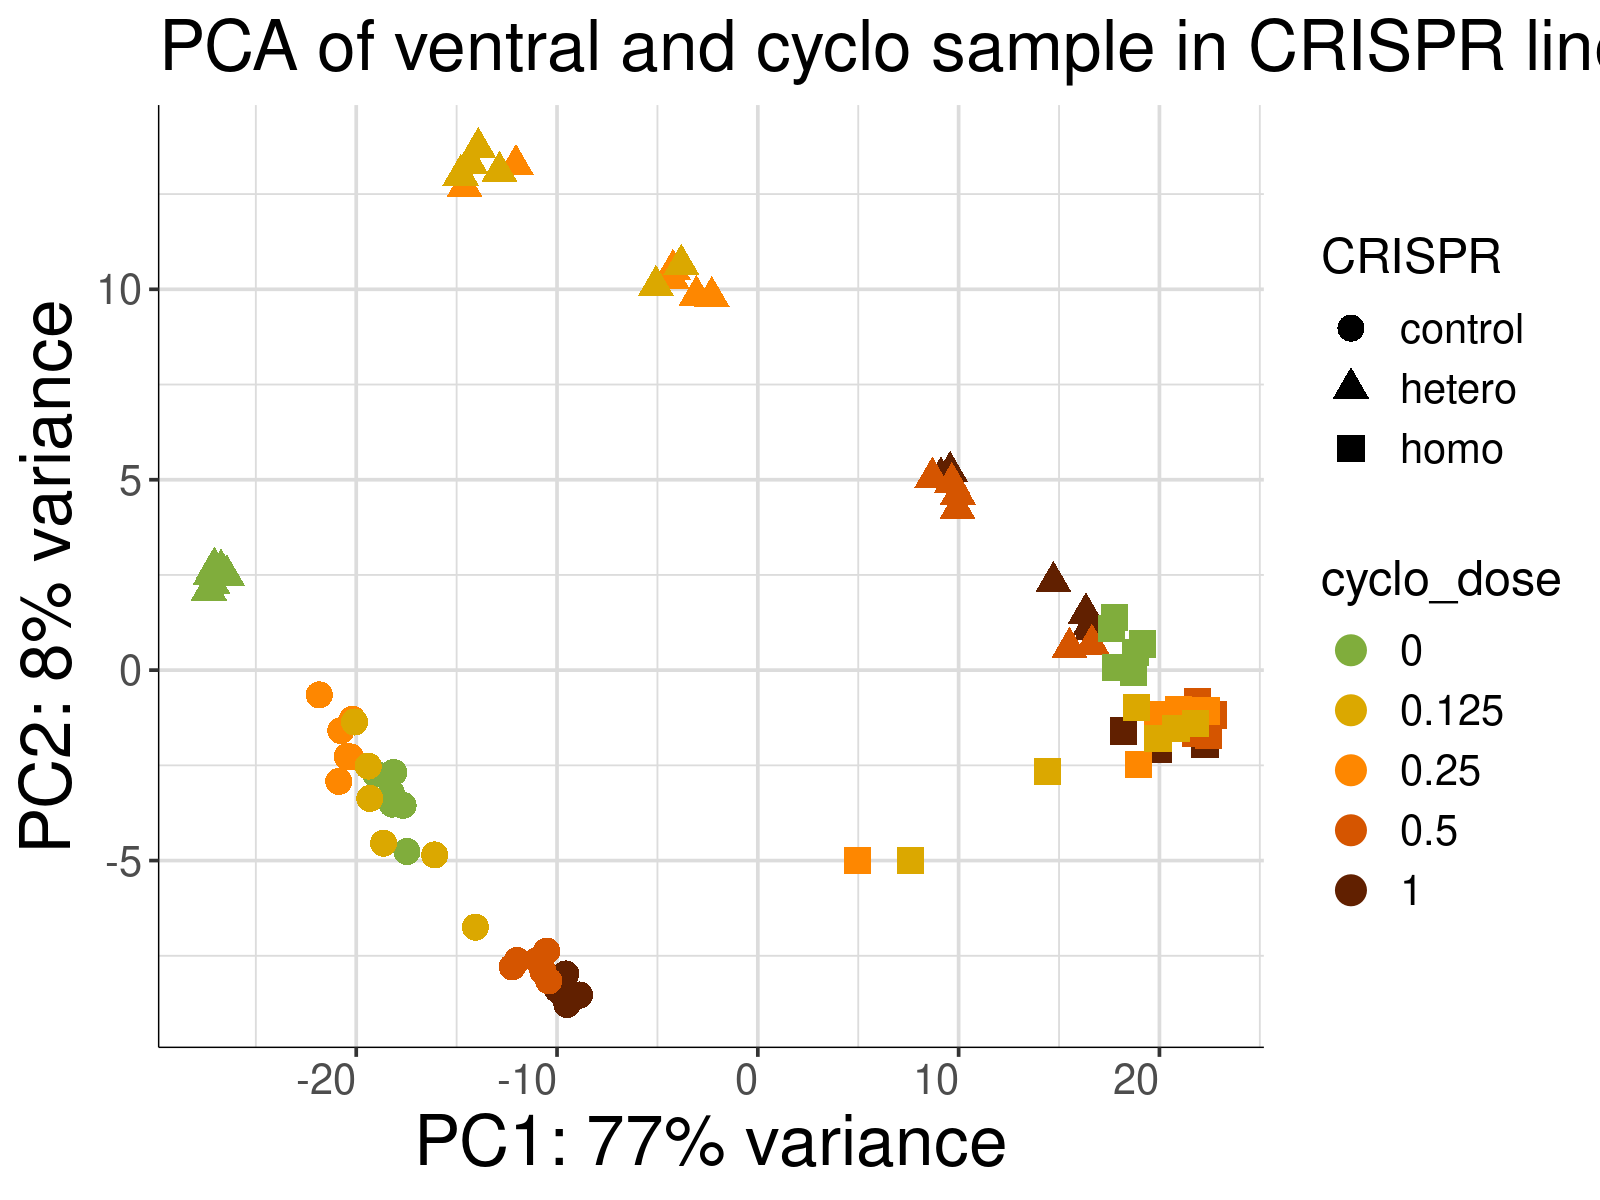 PCA of ventral and cyclo sample in CRISPR
PC2: 8% variance
10
5
0
-5
-20
-10
0
10
20
PC1: 77% variance
CRISPR
control
hetero
homo
cyclo_dose
0
0.125
0.25
0.5
1